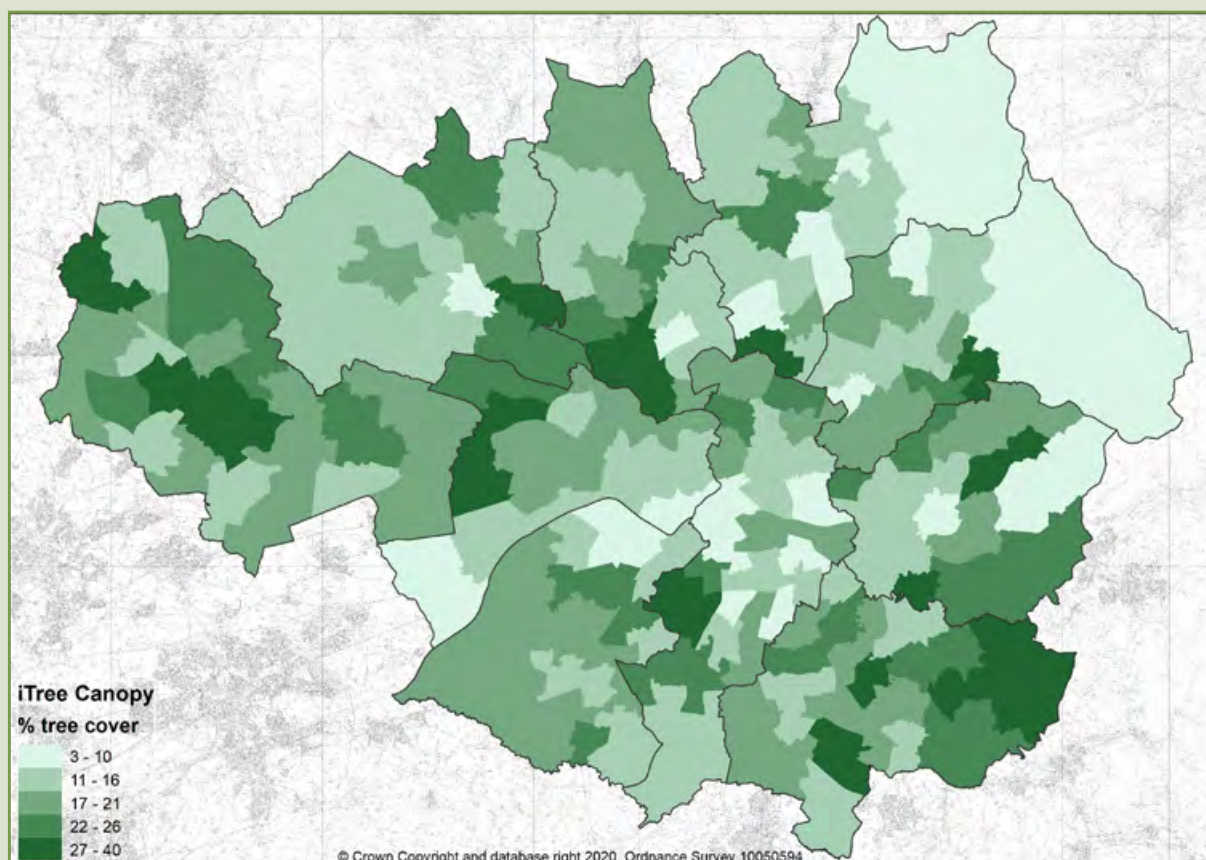 iTree Canopy
% tree cover
3 - 10
11 - 16
17 - 21
22 - 26
27 - 40
© Crown Copyright and database right 2020. Ordnance Survey 10050594